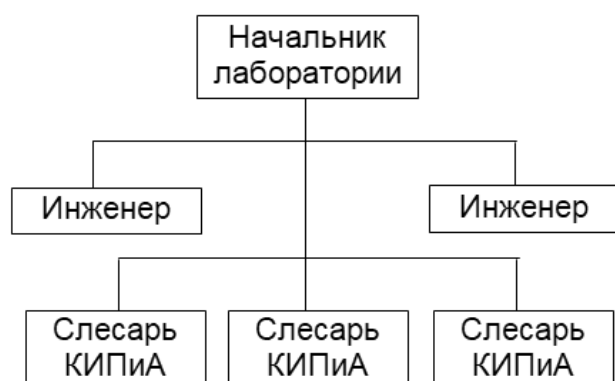 Начальник
лаборатории
Инженер
Инженер
Слесарь
КИПиА
Слесарь
КИПиА
Слесарь
КИПиА